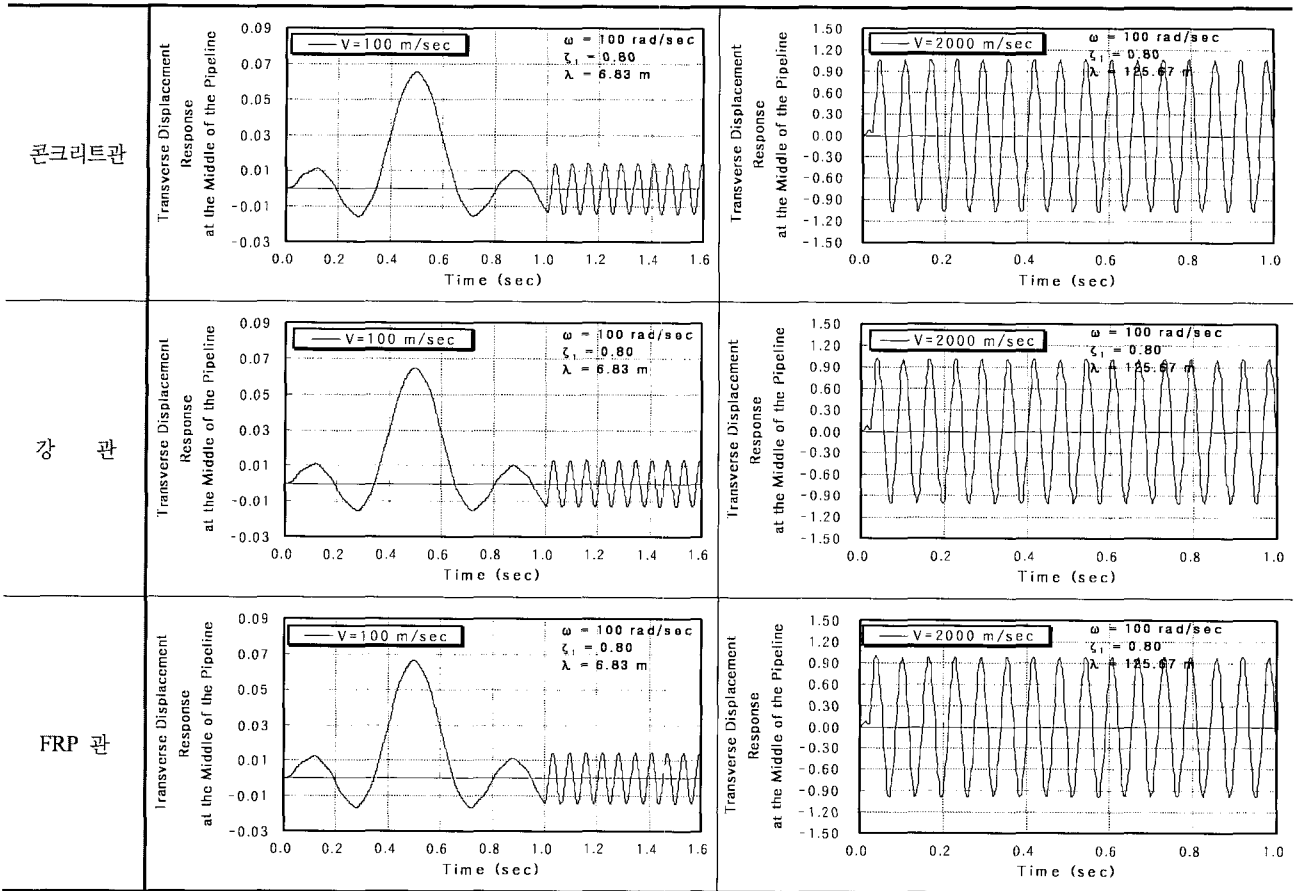 콘크리트관
Transverse Displacement
Response
at the Middle of the Pipeline
0.09
0.07
0.05
0.03
0.01
-0.01
-0.03
V=100 m/sec
ω = 100 rad/sec
ζ₁ = 0.80
λ = 6.83 m
0.0 0.2 0.4 0.6 0.8 1.0 1.2 1.4 1.6
Time (sec)
Transverse Displacement
Response
at the Middle of the Pipeline
1.50
1.20
0.90
0.60
0.30
0.00
-0.30
-0.60
-0.90
-1.20
-1.50
V=2000 m/sec
ω = 100 rad/sec
ζ₁ = 0.80
λ = 125.67 m
0.0 0.2 0.4 0.6 0.8 1.0
Time (sec)
강 관
Transverse Displacement
Response
at the Middle of the Pipeline
0.09
0.07
0.05
0.03
0.01
-0.01
-0.03
V=100 m/sec
ω = 100 rad/sec
ζ₁ = 0.80
λ = 6.83 m
0.0 0.2 0.4 0.6 0.8 1.0 1.2 1.4 1.6
Time (sec)
Transverse Displacement
Response
at the Middle of the Pipeline
1.50
1.20
0.90
0.60
0.30
0.00
-0.30
-0.60
-0.90
-1.20
-1.50
V=2000 m/sec
ω = 100 rad/sec
ζ₁ = 0.80
λ = 125.67 m
0.0 0.2 0.4 0.6 0.8 1.0
Time (sec)
FRP 관
Transverse Displacement
Response
at the Middle of the Pipeline
0.09
0.07
0.05
0.03
0.01
-0.01
-0.03
V=100 m/sec
ω = 100 rad/sec
ζ₁ = 0.80
λ = 6.83 m
0.0 0.2 0.4 0.6 0.8 1.0 1.2 1.4 1.6
Time (sec)
Transverse Displacement
Response
at the Middle of the Pipeline
1.50
1.20
0.90
0.60
0.30
0.00
-0.30
-0.60
-0.90
-1.20
-1.50
V=2000 m/sec
ω = 100 rad/sec
ζ₁ = 0.80
λ = 125.67 m
0.0 0.2 0.4 0.6 0.8 1.0
Time (sec)